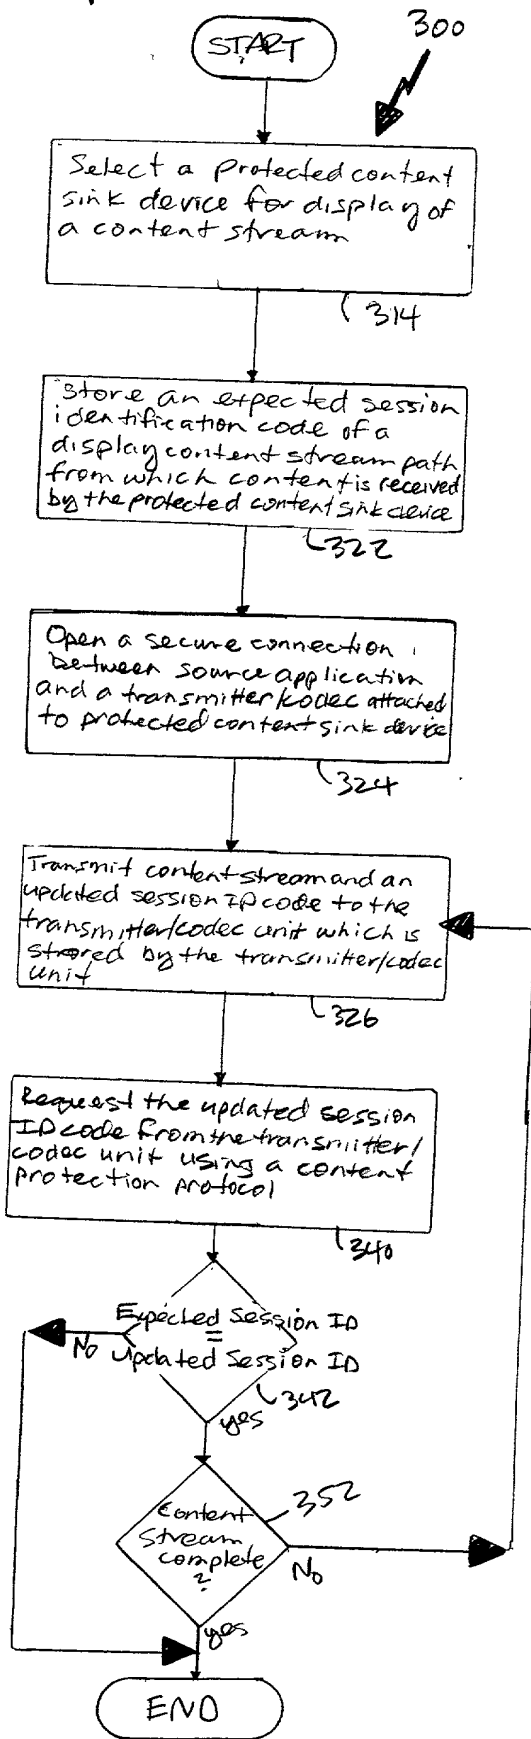 300
START
Select a protected content
sink device for display of
a content stream
314
Store an expected session
identification code of a
display content stream path
from which content is received
by the protected content sink device
322
Open a secure connection
between source application
and a transmitter/codec attached
to protected content sink device
324
Transmit content stream and an
updated session ID code to the
transmitter/codec unit which is
stored by the transmitter/codec
unit
326
Request the updated session
ID code from the transmitter/
codec unit using a content
protection protocol
340
Expected Session ID
=
Updated Session ID
No
342
yes
352
Content
stream
complete
?
No
yes
END